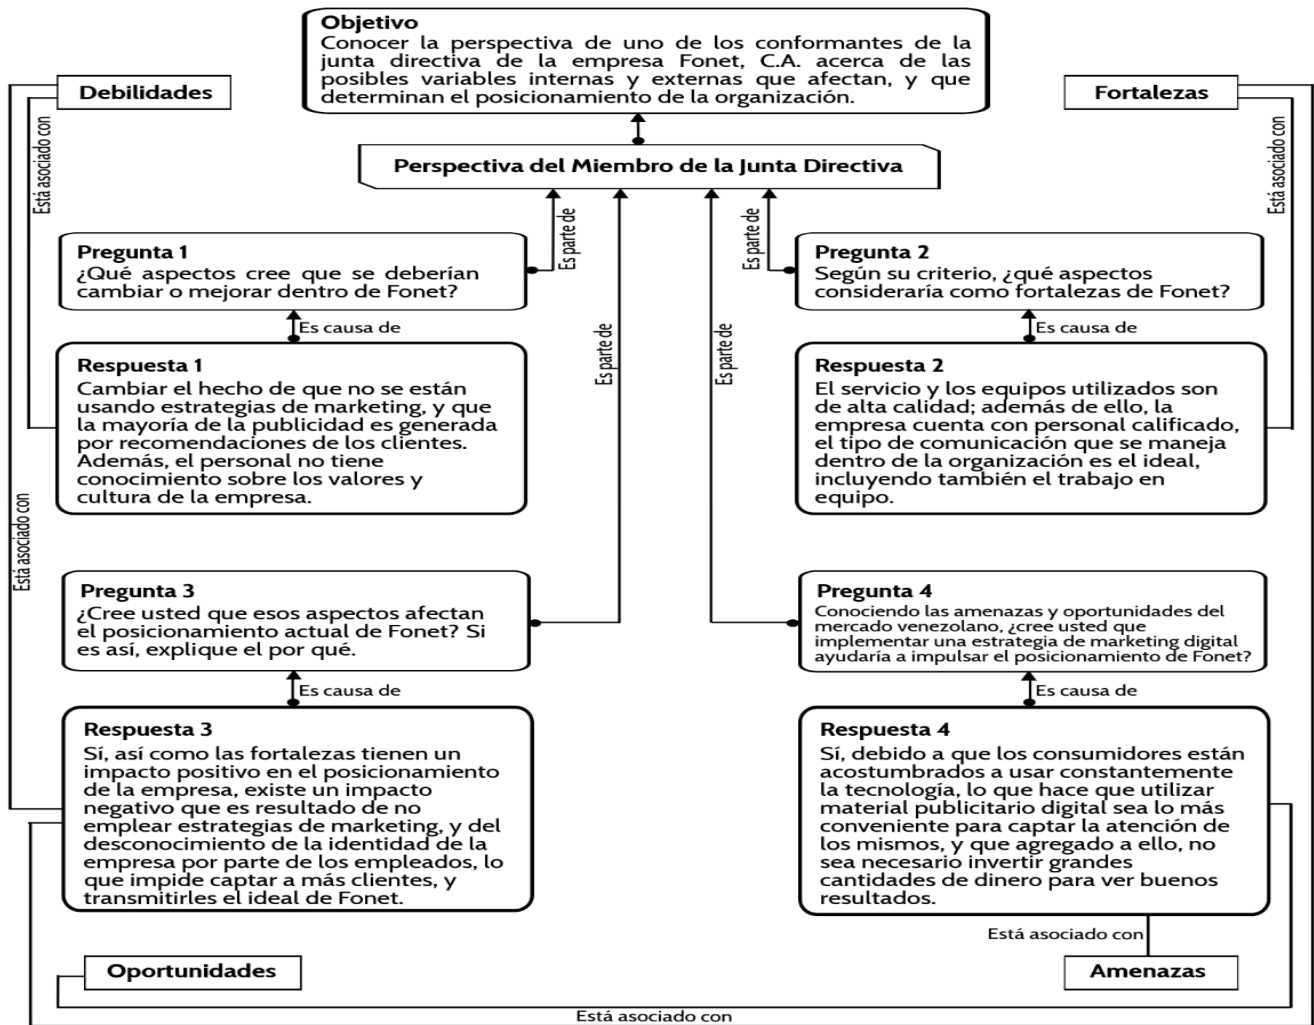 Objetivo
Conocer la perspectiva de uno de los conformantes de la
junta directiva de la empresa Fonet, C.A. acerca de las
posibles variables internas y externas que afectan, y que
determinan el posicionamiento de la organización.
Debilidades
Fortalezas
Está asociado con
Está asociado con
Perspectiva del Miembro de la Junta Directiva
Es parte de
Es parte de
Es parte de
Es parte de
Pregunta 1
¿Qué aspectos cree que se deberían
cambiar o mejorar dentro de Fonet?
Es causa de
Respuesta 1
Cambiar el hecho de que no se están
usando estrategias de marketing, y que
la mayoría de la publicidad es generada
por recomendaciones de los clientes.
Además, el personal no tiene
conocimiento sobre los valores y
cultura de la empresa.
Pregunta 2
Según su criterio, ¿qué aspectos
consideraría como fortalezas de Fonet?
Es causa de
Respuesta 2
El servicio y los equipos utilizados son
de alta calidad; además de ello, la
empresa cuenta con personal calificado,
el tipo de comunicación que se maneja
dentro de la organización es el ideal,
incluyendo también el trabajo en
equipo.
Está asociado con
Pregunta 3
¿Cree usted que esos aspectos afectan
el posicionamiento actual de Fonet? Si
es así, explique el por qué.
Es causa de
Respuesta 3
Sí, así como las fortalezas tienen un
impacto positivo en el posicionamiento
de la empresa, existe un impacto
negativo que es resultado de no
emplear estrategias de marketing, y del
desconocimiento de la identidad de la
empresa por parte de los empleados, lo
que impide captar a más clientes, y
transmitirles el ideal de Fonet.
Pregunta 4
Conociendo las amenazas y oportunidades del
mercado venezolano, ¿cree usted que
implementar una estrategia de marketing digital
ayudaría a impulsar el posicionamiento de Fonet?
Es causa de
Respuesta 4
Sí, debido a que los consumidores están
acostumbrados a usar constantemente
la tecnología, lo que hace que utilizar
material publicitario digital sea lo más
conveniente para captar la atención de
los mismos, y que agregado a ello, no
sea necesario invertir grandes
cantidades de dinero para ver buenos
resultados.
Está asociado con
Oportunidades
Amenazas
Está asociado con